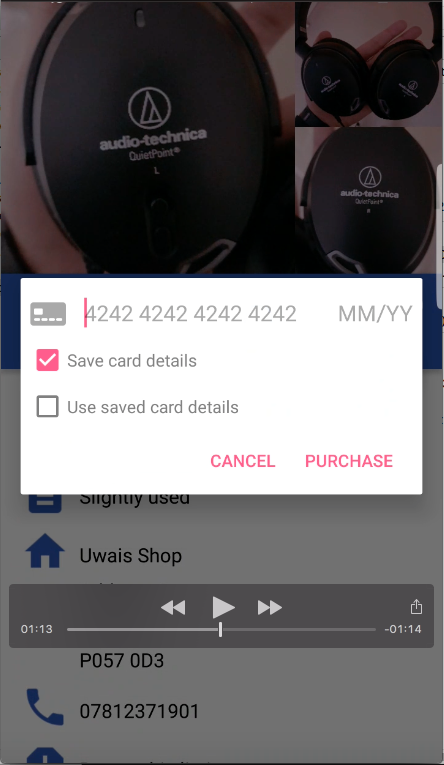 audio-technica
QuietPoint®
L
audio-technica
QuietPoint®
R
4242 4242 4242 4242 MM/YY
Save card details
Use saved card details
CANCEL PURCHASE
Slightly used
Uwais Shop
01:13 -01:14
P057 0D3
07812371901